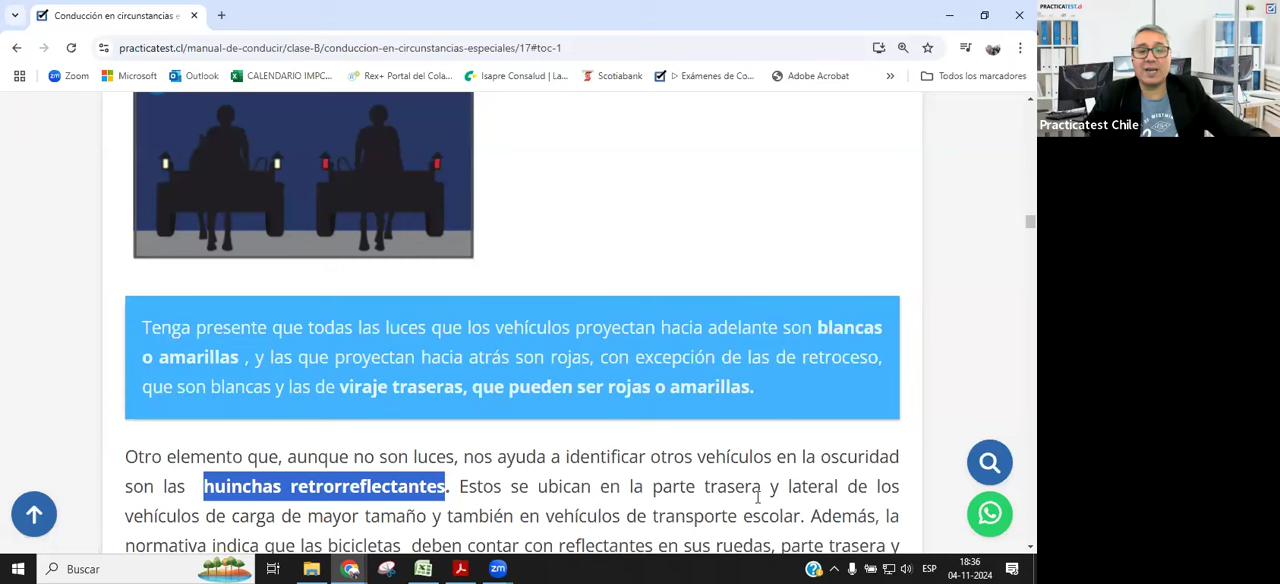 Conducción en circunstancias e
practicatest.cl/manual-de-conducir/clase-B/conduccion-en-circunstancias-especiales/17#toc-1
Zoom
Microsoft
Outlook
CALENDARIO IMPC...
Rex+ Portal del Cola...
Isapre Consalud | La...
Scotiabank
Exámenes de Co...
Adobe Acrobat
Todos los marcadores
PRACTICATEST.cl
Practicatest Chile
Tenga presente que todas las luces que los vehículos proyectan hacia adelante son blancas
o amarillas , y las que proyectan hacia atrás son rojas, con excepción de las de retroceso,
que son blancas y las de viraje traseras, que pueden ser rojas o amarillas.
Otro elemento que, aunque no son luces, nos ayuda a identificar otros vehículos en la oscuridad
son las huinchas retrorreflectantes. Estos se ubican en la parte trasera y lateral de los
vehículos de carga de mayor tamaño y también en vehículos de transporte escolar. Además, la
normativa indica que las bicicletas deben contar con reflectantes en sus ruedas, parte trasera y
Buscar
zm
ESP
18:36
04-11-2024